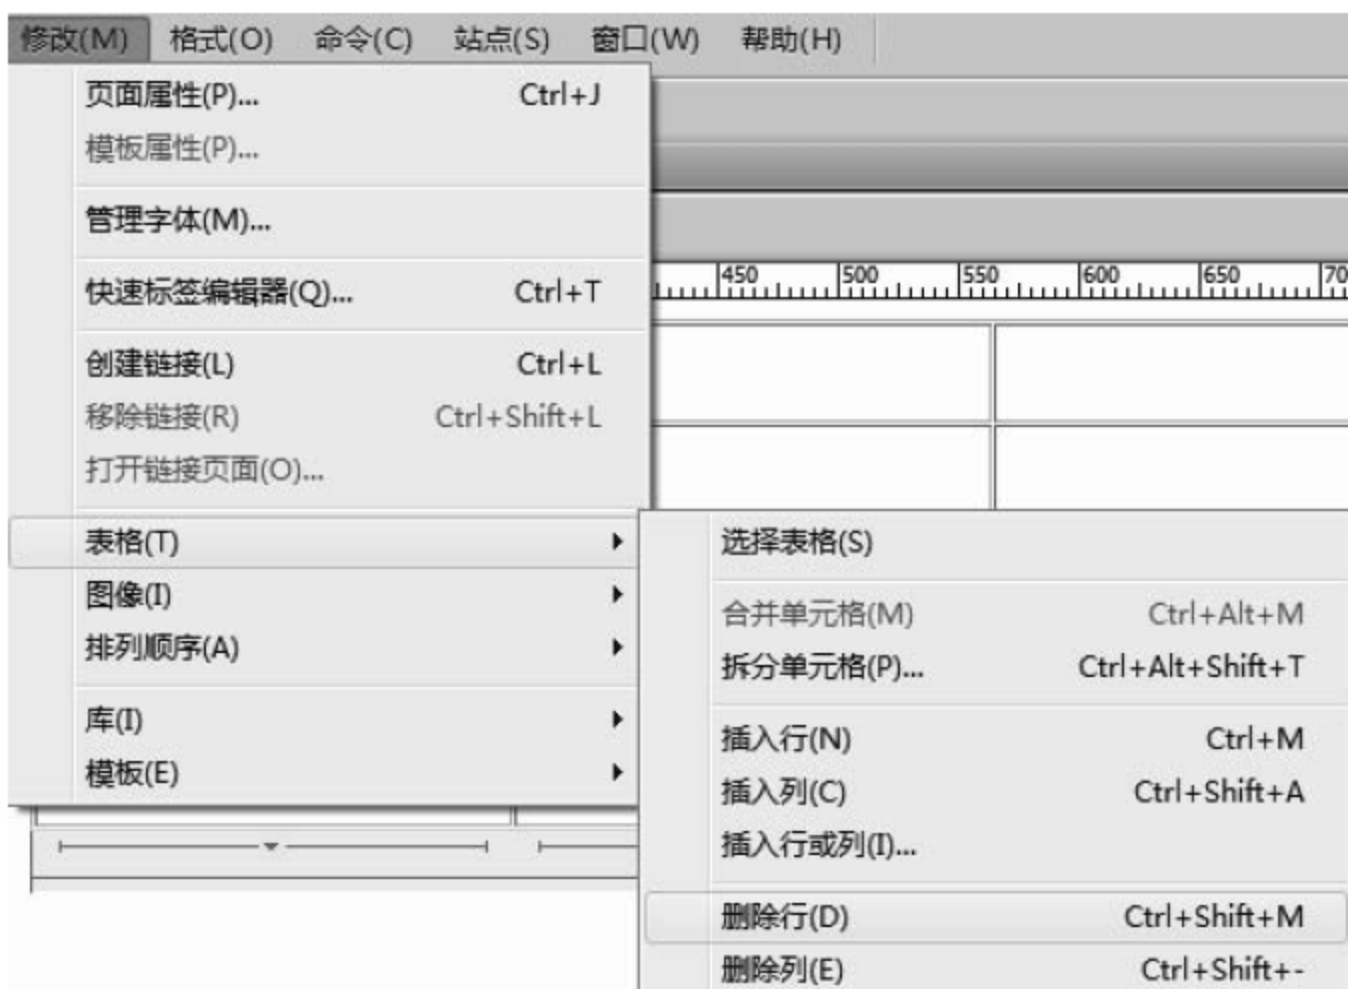 修改(M) 格式(O) 命令(C) 站点(S) 窗口(W) 帮助(H)
页面属性(P)... Ctrl+J
模板属性(P)...
管理字体(M)...
快速标签编辑器(Q)... Ctrl+T
创建链接(L) Ctrl+L
移除链接(R) Ctrl+Shift+L
打开链接页面(O)...
表格(T)
图像(I)
排列顺序(A)
库(I)
模板(E)
450 500 550 600 650 70
选择表格(S)
合并单元格(M) Ctrl+Alt+M
拆分单元格(P)... Ctrl+Alt+Shift+T
插入行(N) Ctrl+M
插入列(C) Ctrl+Shift+A
插入行或列(I)...
删除行(D) Ctrl+Shift+M
删除列(E) Ctrl+Shift+-